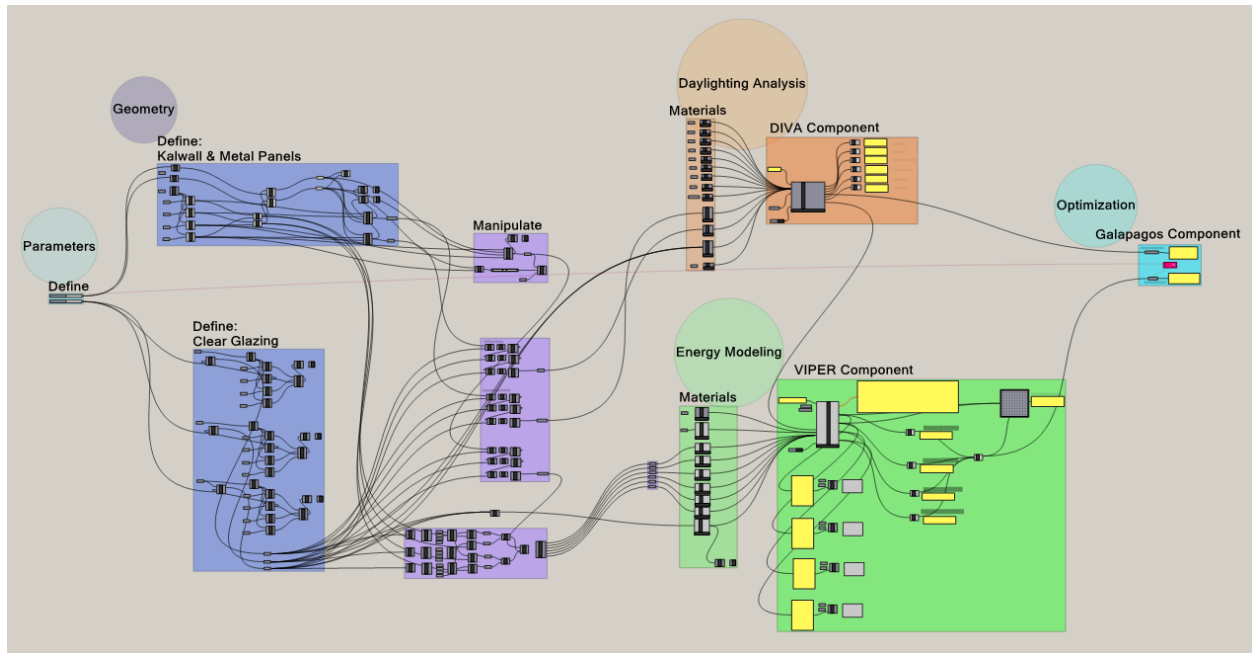 Geometry
Define:
Kalwall & Metal Panels
Parameters
Define
Define:
Clear Glazing
Manipulate
Daylighting Analysis
Materials
DIVA Component
Energy Modeling
Materials
VIPER Component
Optimization
Galapagos Component